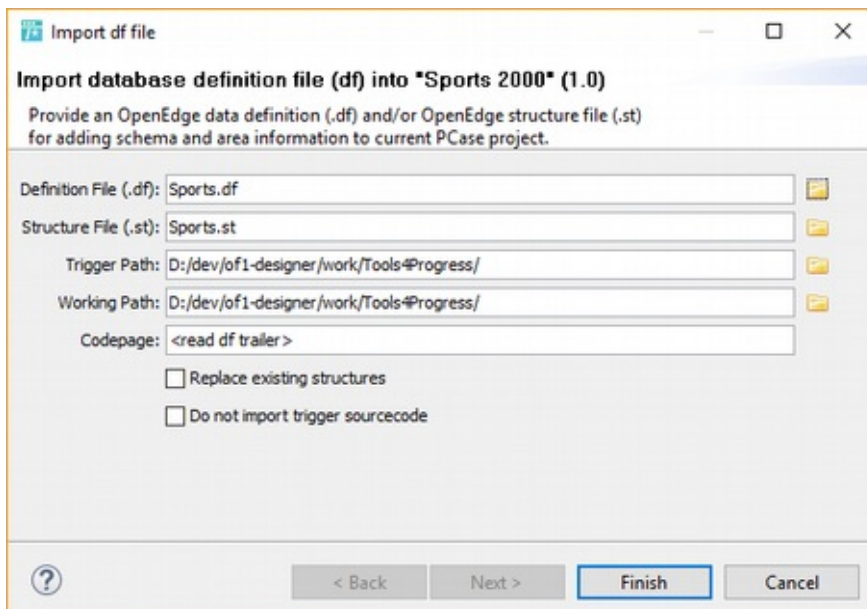 Import df file
Import database definition file (df) into "Sports 2000" (1.0)
Provide an OpenEdge data definition (.df) and/or OpenEdge structure file (.st)
for adding schema and area information to current PCase project.
Definition File (.df): Sports.df
Structure File (.st): Sports.st
Trigger Path: D:/dev/of1-designer/work/Tools4Progress/
Working Path: D:/dev/of1-designer/work/Tools4Progress/
Codepage: <read df trailer>
Replace existing structures
Do not import trigger sourcecode
? < Back Next > Finish Cancel